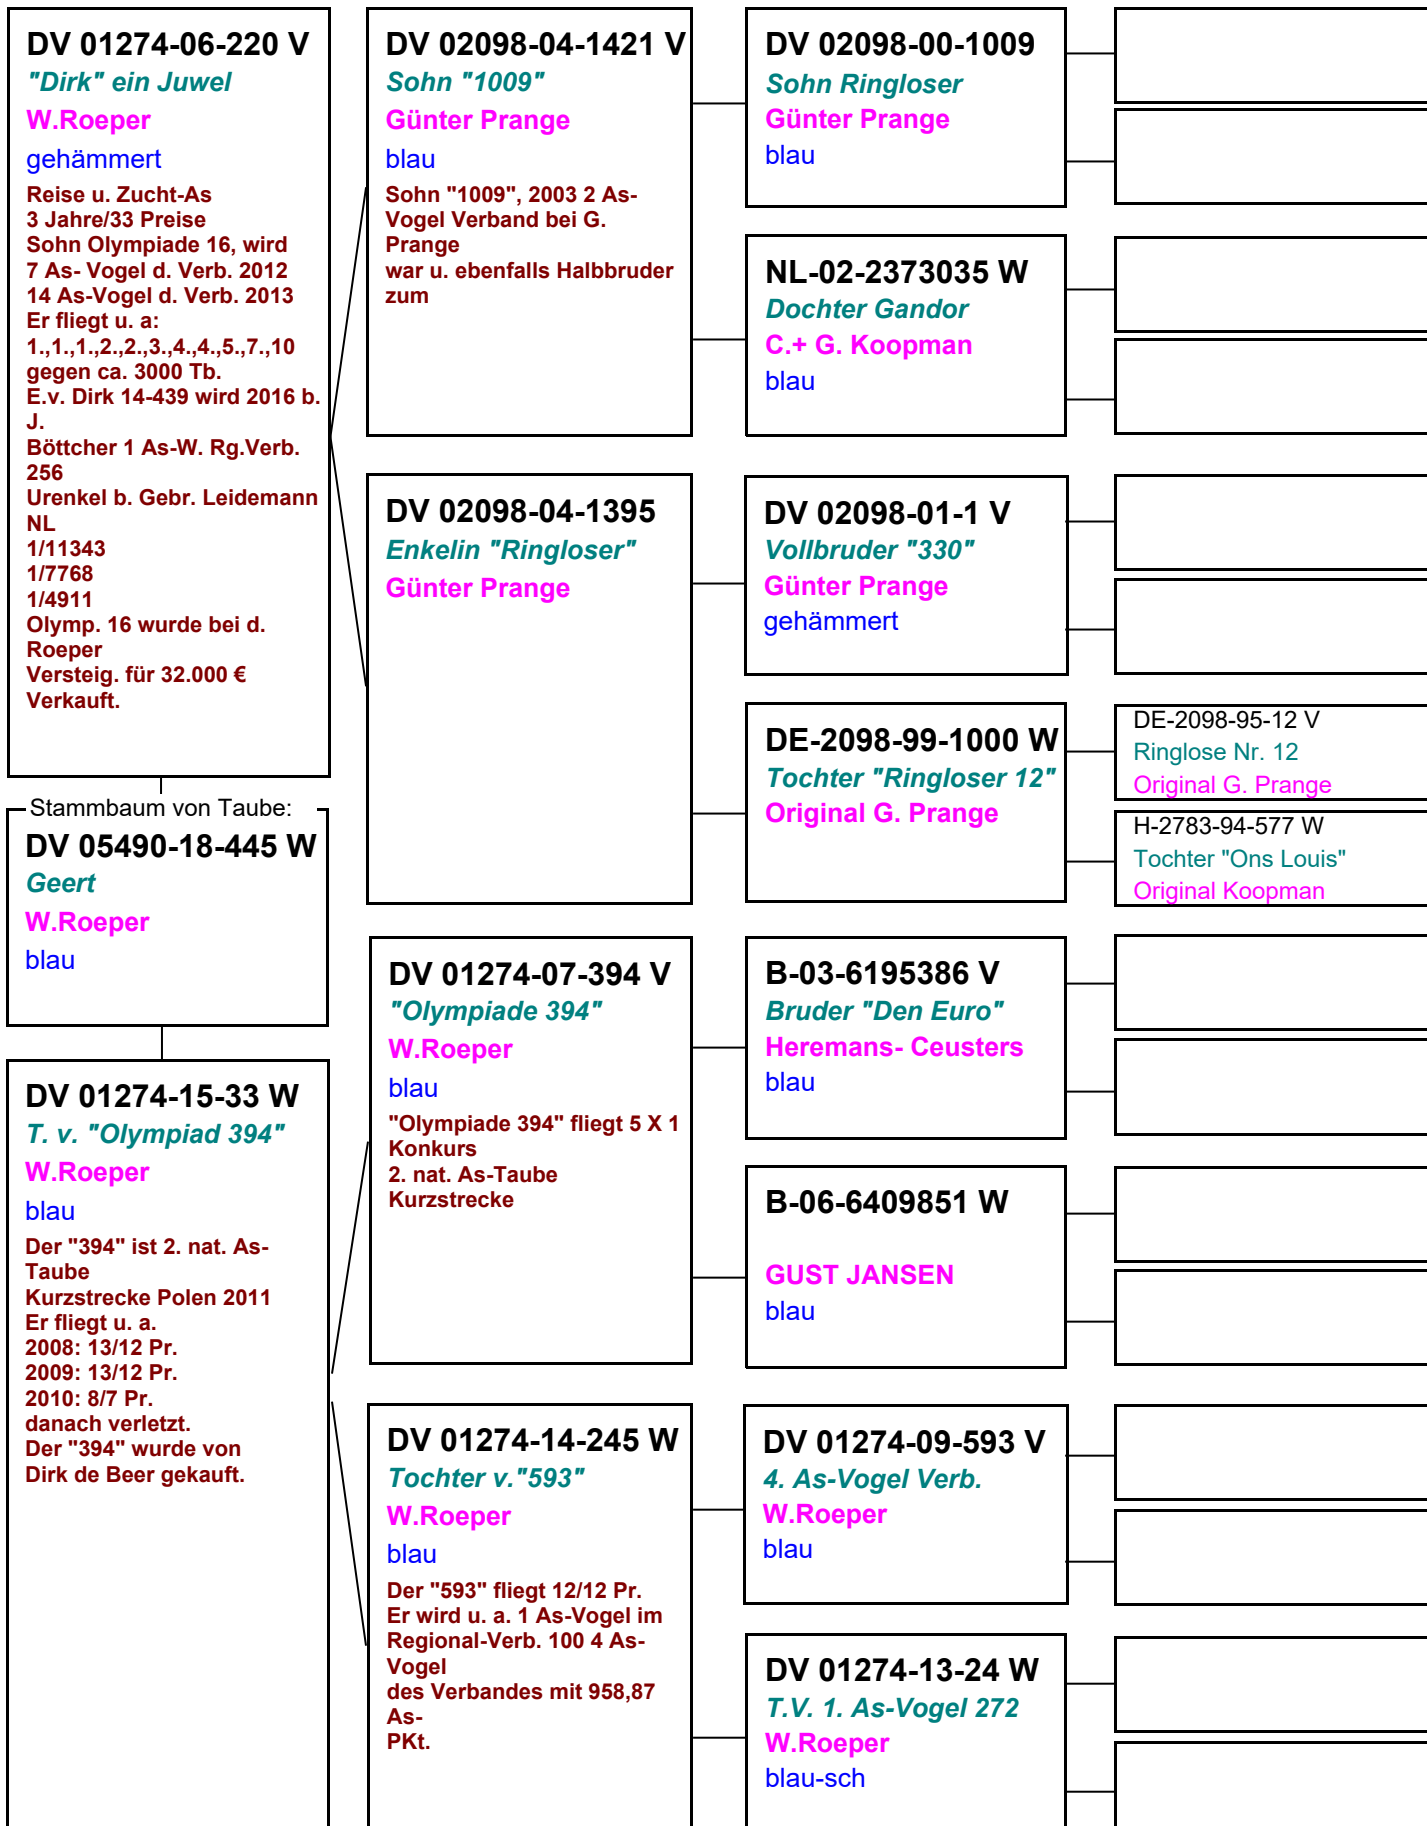 DV 01274-06-220 V
"Dirk" ein Juwel
W.Roeper
gehämmert
Reise u. Zucht-As
3 Jahre/33 Preise
Sohn Olympiade 16, wird
7 As- Vogel d. Verb. 2012
14 As-Vogel d. Verb. 2013
Er fliegt u. a:
1.,1.,1.,2.,2.,3.,4.,4.,5.,7.,10
gegen ca. 3000 Tb.
E.v. Dirk 14-439 wird 2016 b.
J.
Böttcher 1 As-W. Rg.Verb.
256
Urenkel b. Gebr. Leidemann
NL
1/11343
1/7768
1/4911
Olymp. 16 wurde bei d.
Roeper
Versteig. für 32.000 €
Verkauft.
Stammbaum von Taube:
DV 05490-18-445 W
Geert
W.Roeper
blau
DV 01274-15-33 W
T. v. "Olympiad 394"
W.Roeper
blau
Der "394" ist 2. nat. As-
Taube
Kurzstrecke Polen 2011
Er fliegt u. a.
2008: 13/12 Pr.
2009: 13/12 Pr.
2010: 8/7 Pr.
danach verletzt.
Der "394" wurde von
Dirk de Beer gekauft.
DV 02098-04-1421 V
Sohn "1009"
Günter Prange
blau
Sohn "1009", 2003 2 As-
Vogel Verband bei G.
Prange
war u. ebenfalls Halbbruder
zum
DV 02098-04-1395
Enkelin "Ringloser"
Günter Prange
DV 01274-07-394 V
"Olympiade 394"
W.Roeper
blau
"Olympiade 394" fliegt 5 X 1
Konkurs
2. nat. As-Taube
Kurzstrecke
DV 01274-14-245 W
Tochter v."593"
W.Roeper
blau
Der "593" fliegt 12/12 Pr.
Er wird u. a. 1 As-Vogel im
Regional-Verb. 100 4 As-
Vogel
des Verbandes mit 958,87
As-
PKt.
DV 02098-00-1009
Sohn Ringloser
Günter Prange
blau
NL-02-2373035 W
Dochter Gandor
C.+ G. Koopman
blau
DV 02098-01-1 V
Vollbruder "330"
Günter Prange
gehämmert
DE-2098-99-1000 W
Tochter "Ringloser 12"
Original G. Prange
B-03-6195386 V
Bruder "Den Euro"
Heremans- Ceusters
blau
B-06-6409851 W
GUST JANSEN
blau
DV 01274-09-593 V
4. As-Vogel Verb.
W.Roeper
blau
DV 01274-13-24 W
T.V. 1. As-Vogel 272
W.Roeper
blau-sch
DE-2098-95-12 V
Ringlose Nr. 12
Original G. Prange
H-2783-94-577 W
Tochter "Ons Louis"
Original Koopman